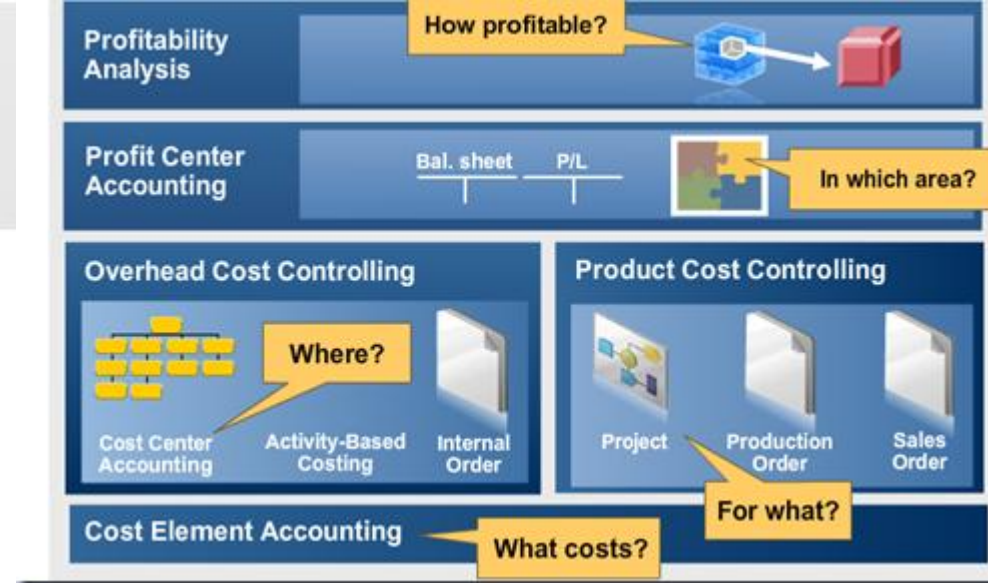 How profitable?
Profitability
Analysis
Profit Center
Accounting
Bal. sheet
P/L
In which area?
Overhead Cost Controlling
Where?
Cost Center
Accounting
Activity-Based
Costing
Internal
Order
Product Cost Controlling
Project
Production
Order
Sales
Order
For what?
Cost Element Accounting
What costs?